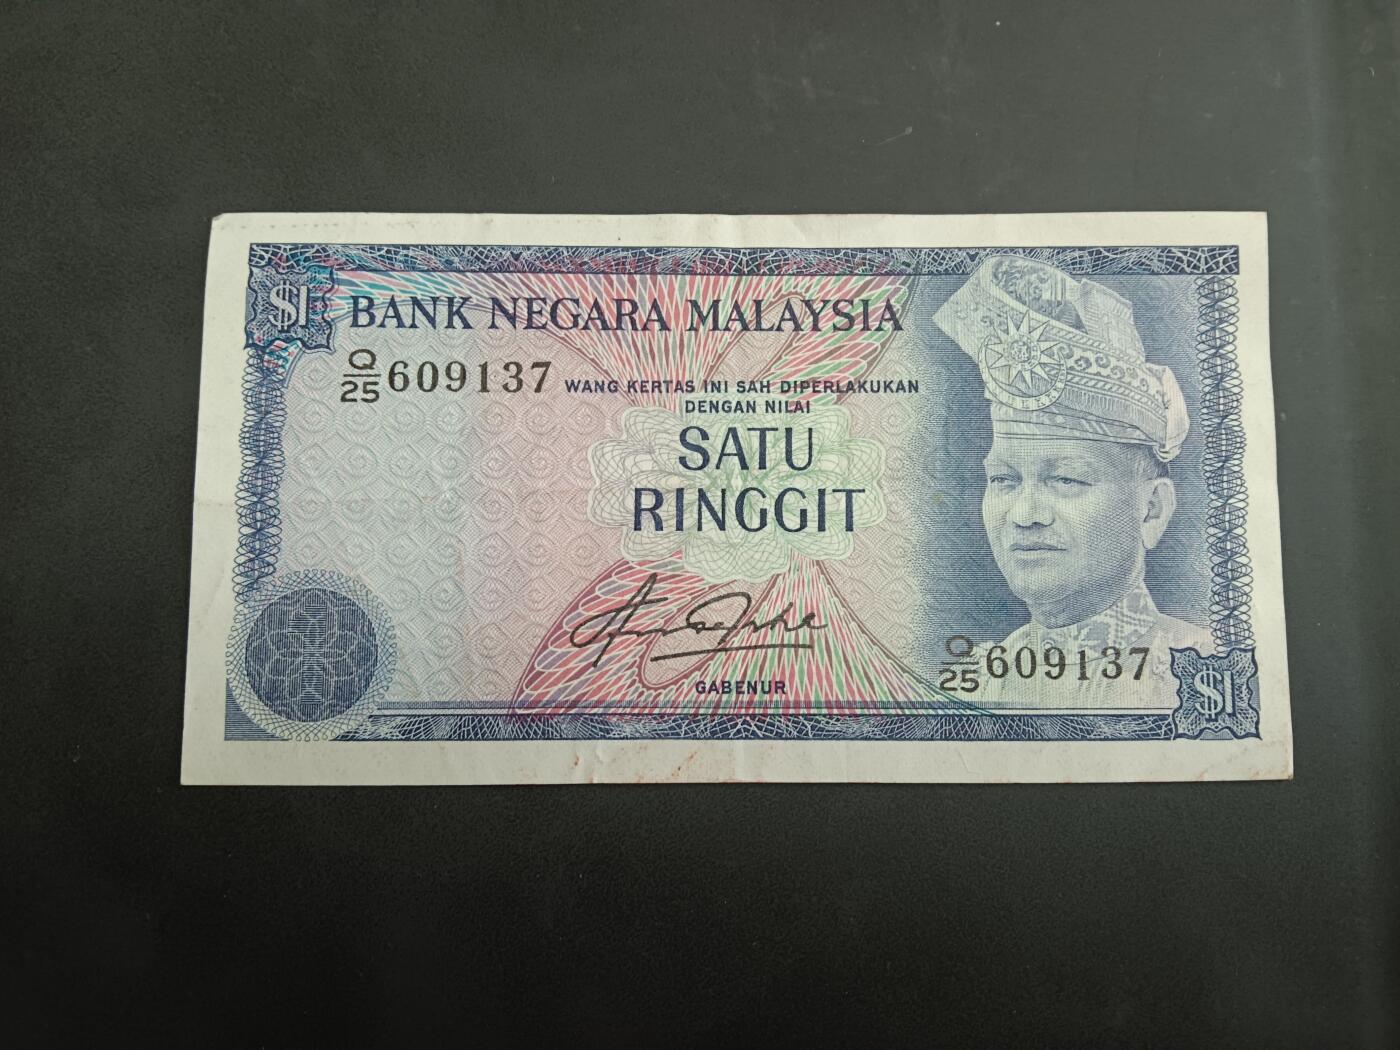 $1
BANK NEGARA MALAYSIA
Q/25 609137
WANG KERTAS INI SAH DIPERLAKUKAN
DENGAN NILAI
SATU
RINGGIT
GABENUR
Q/25 609137
$1